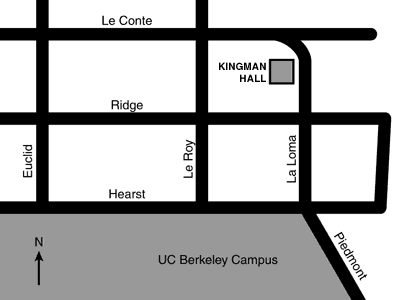 Le Conte
KINGMAN
HALL
Ridge
Euclid
Le Roy
La Loma
Hearst
N
UC Berkeley Campus
Piedmont